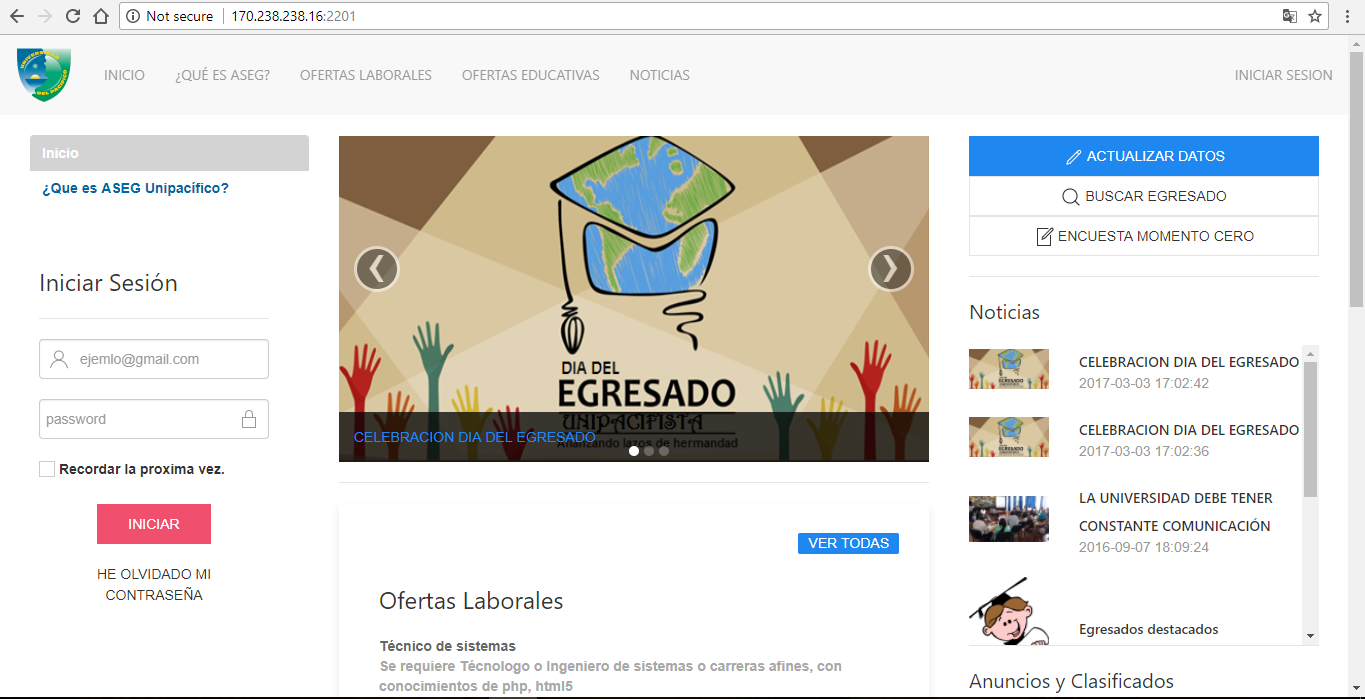 Not secure
170.238.238.16:2201
UNIVERSIDAD
DEL PACIFICO
INICIO
¿QUÉ ES ASEG?
OFERTAS LABORALES
OFERTAS EDUCATIVAS
NOTICIAS
INICIAR SESION
Inicio
¿Que es ASEG Unipacífico?
Iniciar Sesión
ejemlo@gmail.com
password
Recordar la proxima vez.
INICIAR
HE OLVIDADO MI
CONTRASEÑA
DIA DEL
EGRESADO
UNIPACIFISTA
Afianzando lazos de hermandad
CELEBRACION DIA DEL EGRESADO
VER TODAS
Ofertas Laborales
Técnico de sistemas
Se requiere Técnologo o Ingeniero de sistemas o carreras afines, con
conocimientos de php, html5
ACTUALIZAR DATOS
BUSCAR EGRESADO
ENCUESTA MOMENTO CERO
Noticias
CELEBRACION DIA DEL EGRESADO
2017-03-03 17:02:42
CELEBRACION DIA DEL EGRESADO
2017-03-03 17:02:36
LA UNIVERSIDAD DEBE TENER
CONSTANTE COMUNICACIÓN
2016-09-07 18:09:24
Egresados destacados
Anuncios y Clasificados